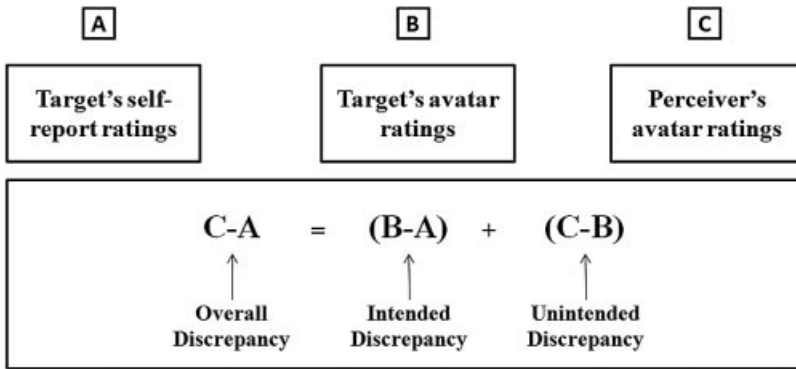 A B C
Target's self-
report ratings
Target's avatar
ratings
Perceiver's
avatar ratings
C-A = (B-A) + (C-B)
Overall
Discrepancy
Intended
Discrepancy
Unintended
Discrepancy